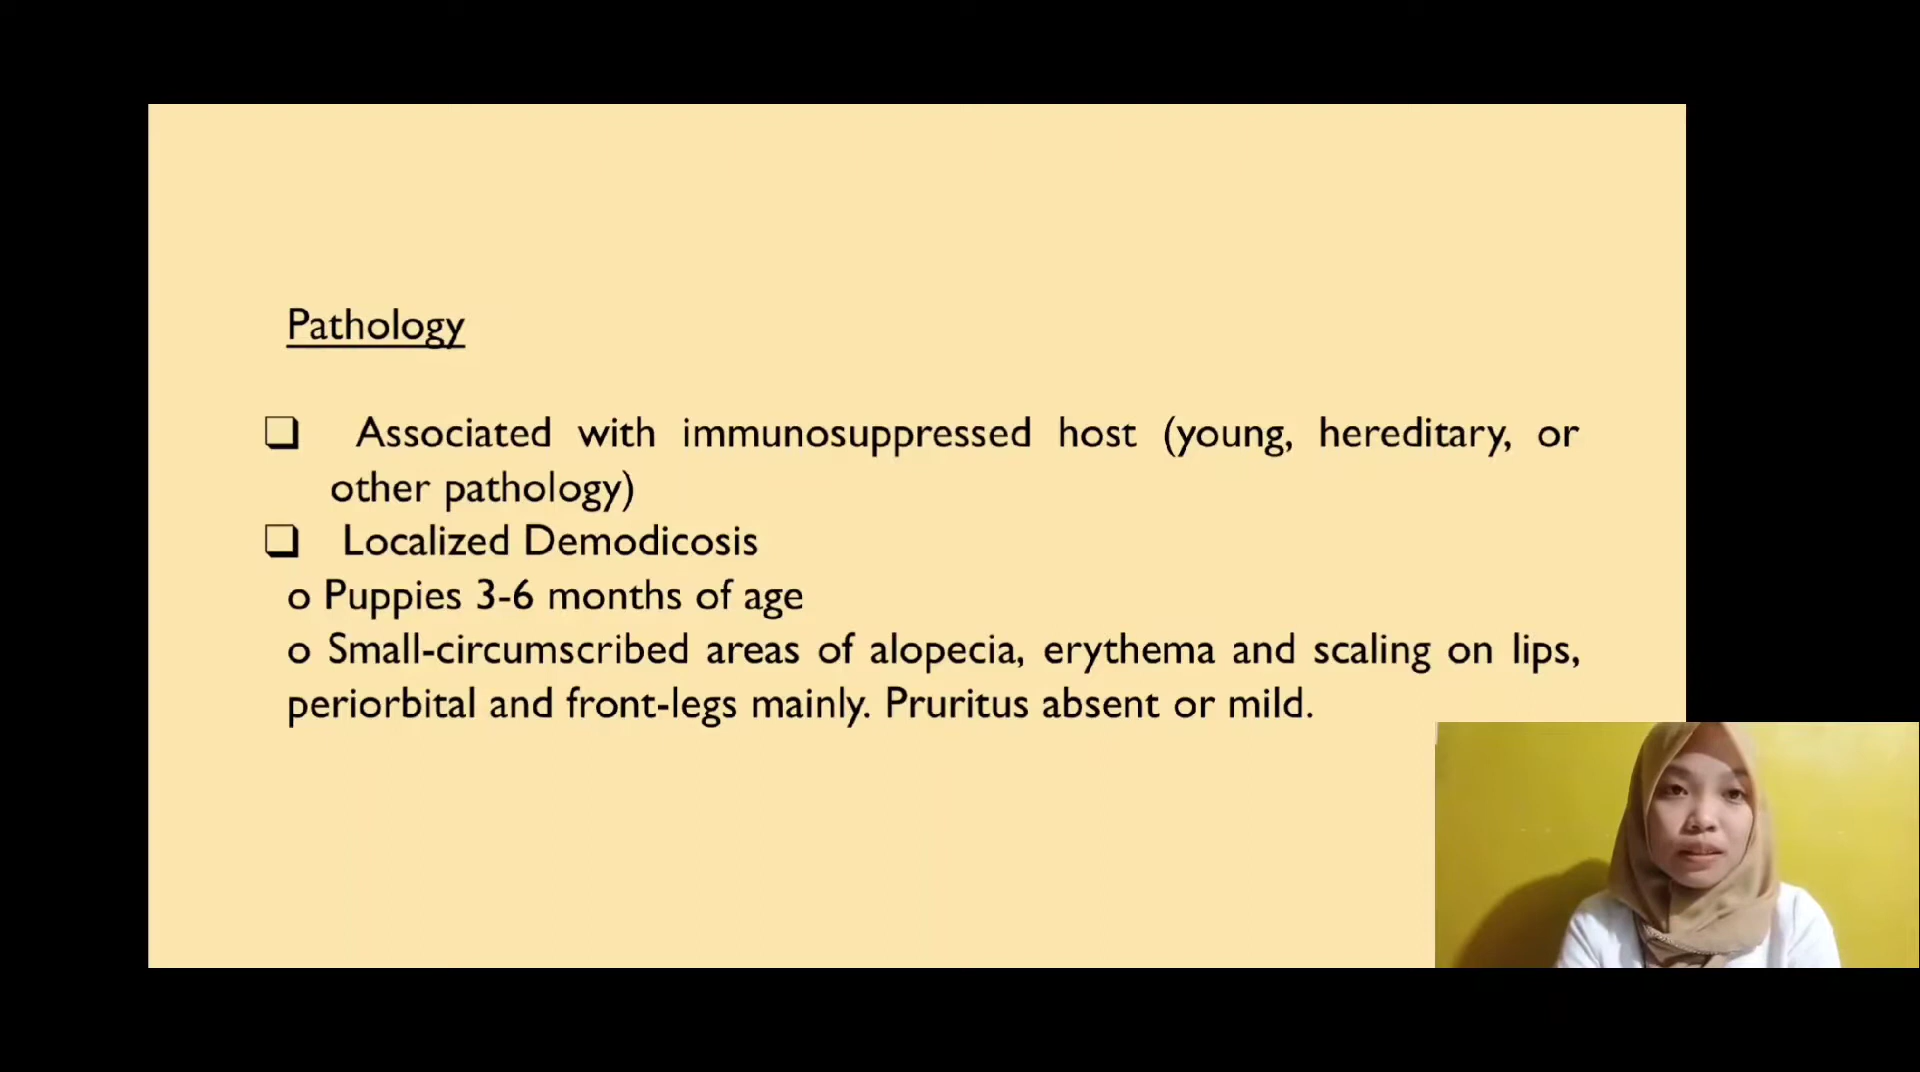 Pathology
❑ Associated with immunosuppressed host (young, hereditary, or
other pathology)
❑ Localized Demodicosis
o Puppies 3-6 months of age
o Small-circumscribed areas of alopecia, erythema and scaling on lips,
periorbital and front-legs mainly. Pruritus absent or mild.